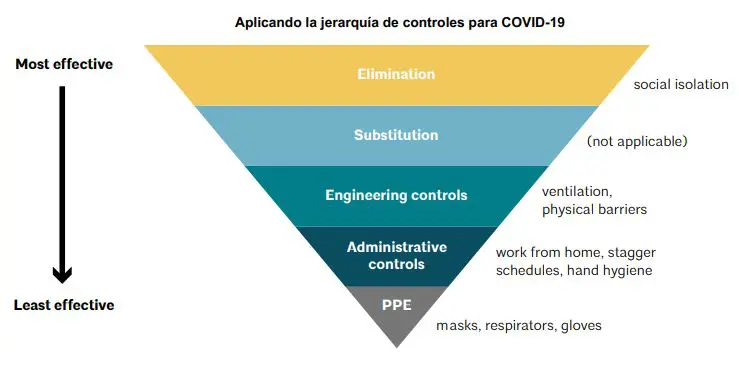 Aplicando la jerarquía de controles para COVID-19
Most effective
Elimination
social isolation
Substitution
(not applicable)
Engineering controls
ventilation,
physical barriers
Administrative
controls
work from home, stagger
schedules, hand hygiene
Least effective
PPE
masks, respirators, gloves